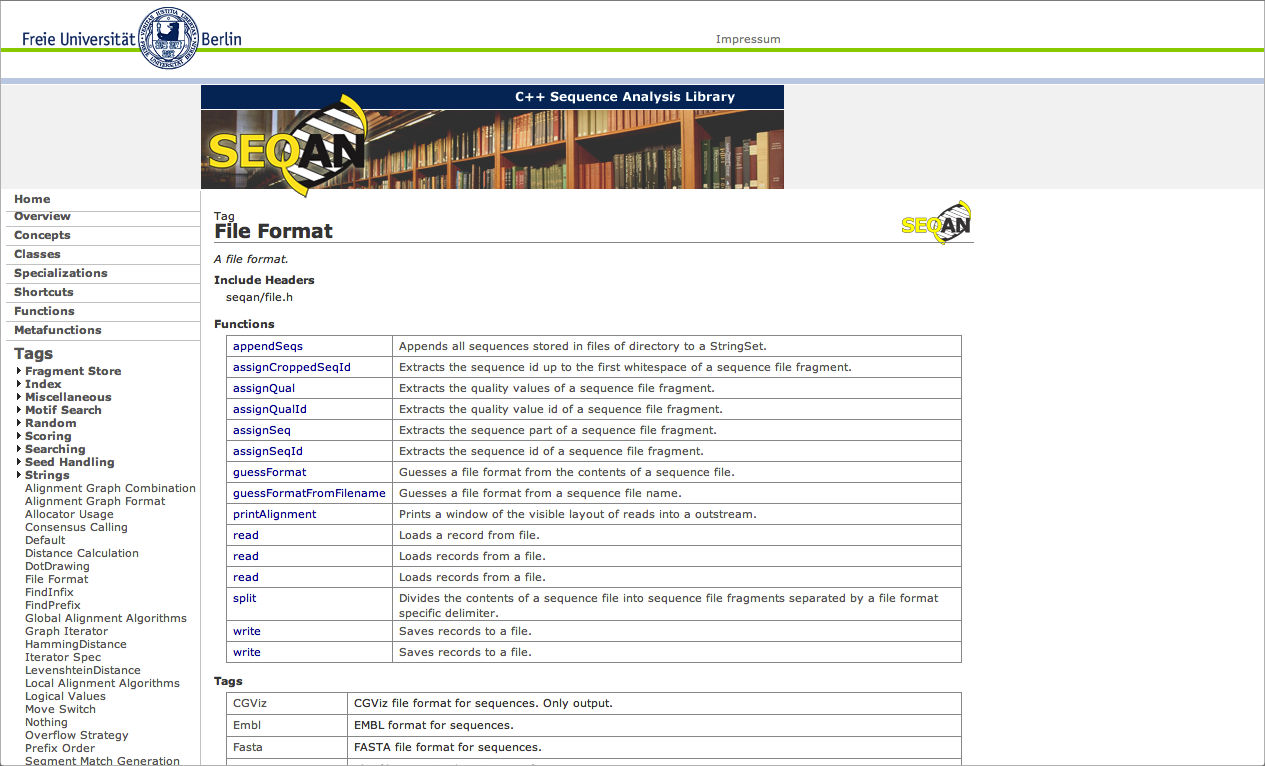 Freie Universität Berlin
Impressum
C++ Sequence Analysis Library
SEQAN
Home
Overview
Concepts
Classes
Specializations
Shortcuts
Functions
Metafunctions
Tags
Fragment Store
Index
Miscellaneous
Motif Search
Random
Scoring
Searching
Seed Handling
Strings
Alignment Graph Combination
Alignment Graph Format
Allocator Usage
Consensus Calling
Default
Distance Calculation
DotDrawing
File Format
FindInfix
FindPrefix
Global Alignment Algorithms
Graph Iterator
HammingDistance
Iterator Spec
LevenshteinDistance
Local Alignment Algorithms
Logical Values
Move Switch
Nothing
Overflow Strategy
Prefix Order
Segment Match Generation
Tag
File Format
SEQAN
A file format.
Include Headers
seqan/file.h
Functions
appendSeqs Appends all sequences stored in files of directory to a StringSet.
assignCroppedSeqId Extracts the sequence id up to the first whitespace of a sequence file fragment.
assignQual Extracts the quality values of a sequence file fragment.
assignQualId Extracts the quality value id of a sequence file fragment.
assignSeq Extracts the sequence part of a sequence file fragment.
assignSeqId Extracts the sequence id of a sequence file fragment.
guessFormat Guesses a file format from the contents of a sequence file.
guessFormatFromFilename Guesses a file format from a sequence file name.
printAlignment Prints a window of the visible layout of reads into a outstream.
read Loads a record from file.
read Loads records from a file.
read Loads records from a file.
split Divides the contents of a sequence file into sequence file fragments separated by a file format
specific delimiter.
write Saves records to a file.
write Saves records to a file.
Tags
CGViz CGViz file format for sequences. Only output.
Embl EMBL format for sequences.
Fasta FASTA file format for sequences.